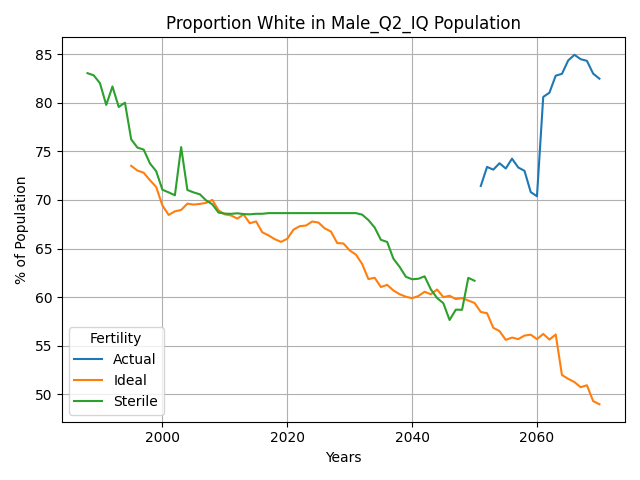 Proportion White in Male_Q2_IQ Population
% of Population
85
80
75
70
65
60
55
50
Fertility
Actual
Ideal
Sterile
2000
2020
2040
2060
Years